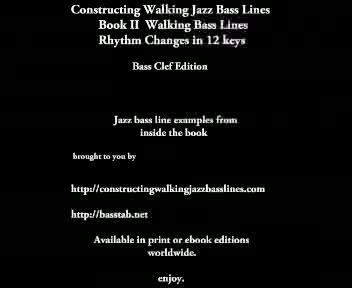 Constructing Walking Jazz Bass Lines
Book II Walking Bass Lines
Rhythm Changes in 12 keys
Bass Clef Edition
Jazz bass line examples from
inside the book
brought to you by
http://constructingwalkingjazzbasslines.com
http://basstab.net
Available in print or ebook editions
worldwide.
enjoy.